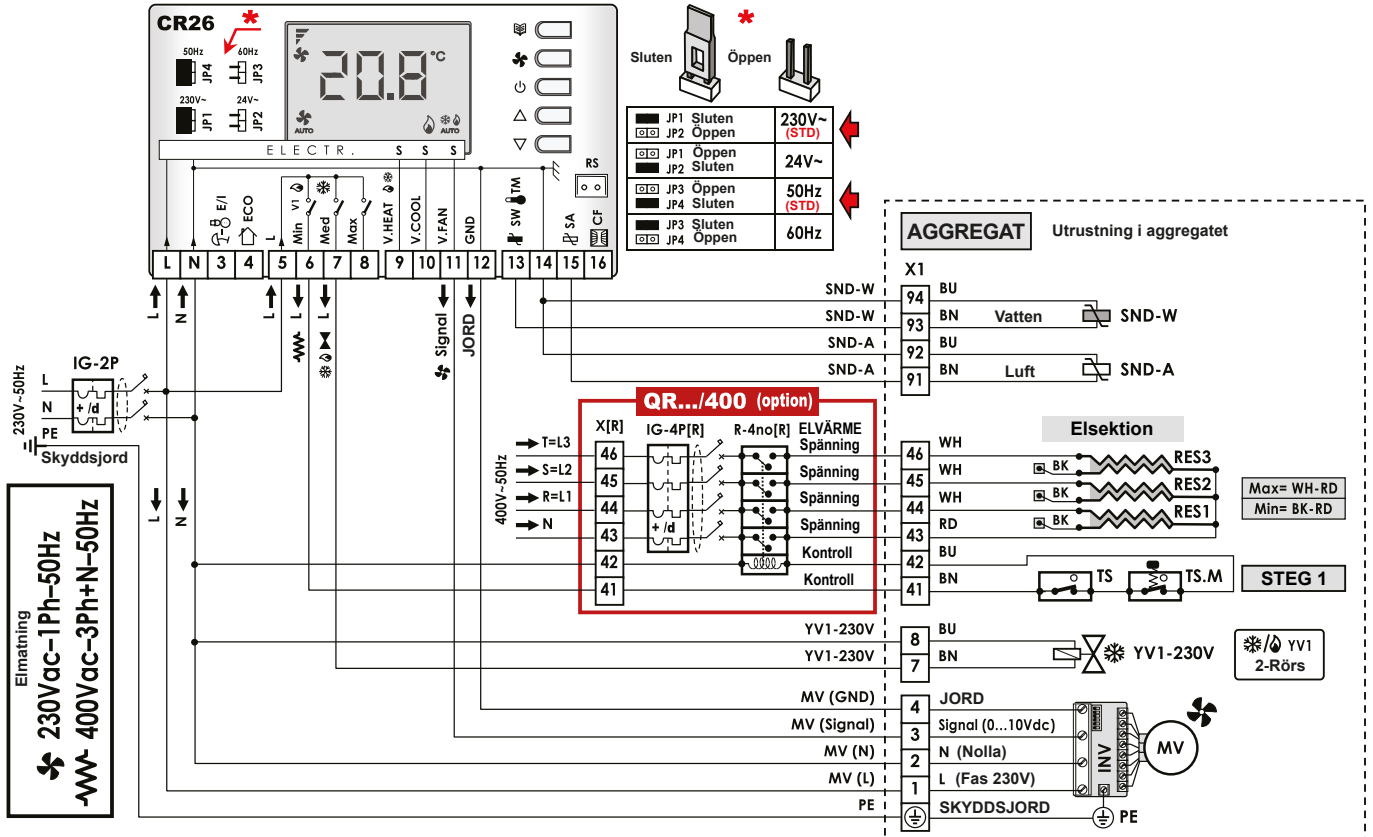 CR26
*
50Hz
60Hz
JP4
JP3
230V~
24V~
JP1
JP2
20.8 °C
AUTO
AUTO
ELECTR.
S
S
S
*
Sluten
Öppen
JP1 Sluten
JP2 Öppen
230V~
(STD)
JP1 Öppen
JP2 Sluten
24V~
JP3 Öppen
JP4 Sluten
50Hz
(STD)
JP3 Sluten
JP4 Öppen
60Hz
E/I
ECO
L
Min
V1
Med
Max
V.HEAT
V.COOL
V.FAN
GND
SW
TM
SA
RS
CF
L N 3 4 5 6 7 8 9 10 11 12 13 14 15 16
L
N
L
L
L
Signal
JORD
AGGREGAT
Utrustning i aggregatet
X1
SND-W 94 BU
SND-W 93 BN
Vatten
SND-W
SND-A 92 BU
SND-A 91 BN
Luft
SND-A
230V~50Hz
IG-2P
L
N
+ /d
PE
Skyddsjord
L
N
QR.../400 (option)
X[R]
IG-4P[R]
R-4no[R]
ELVÄRME
400V~50Hz
T=L3
46
Spänning
S=L2
45
Spänning
R=L1
44
Spänning
N
43
+ /d
Spänning
42
Kontroll
41
Kontroll
Elsektion
46 WH
BK
RES3
45 WH
BK
RES2
44 WH
BK
RES1
43 RD
42 BU
41 BN
TS
TS.M
Max= WH-RD
Min= BK-RD
STEG 1
YV1-230V 8 BU
YV1-230V 7 BN
YV1-230V
YV1
2-Rörs
MV (GND) 4 JORD
MV (Signal) 3 Signal (0...10Vdc)
MV (N) 2 N (Nolla)
MV (L) 1 L (Fas 230V)
PE SKYDDSJORD
INV
MV
PE
Elmatning
230Vac–1Ph–50Hz
400Vac–3Ph+N–50Hz